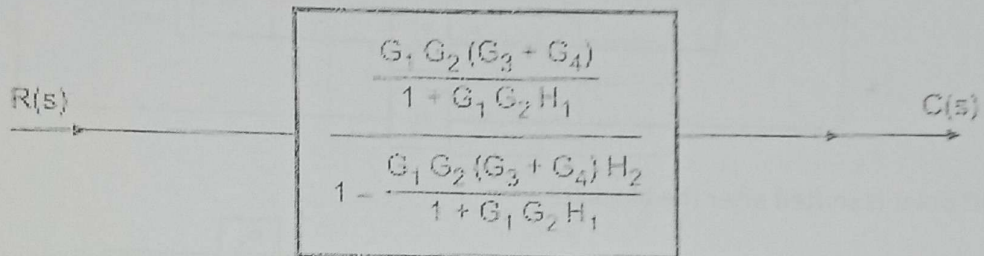 R(s)
G₁ G₂ (G₃ - G₄)
1 + G₁ G₂ H₁
1 - G₁ G₂ (G₃ + G₄) H₂
1 + G₁ G₂ H₁
C(s)